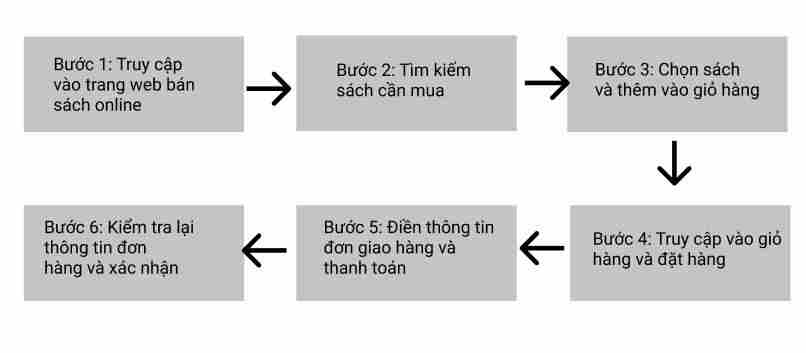 Bước 1: Truy cập
vào trang web bán
sách online
Bước 2: Tìm kiếm
sách cần mua
Bước 3: Chọn sách
và thêm vào giỏ hàng
Bước 4: Truy cập vào giỏ
hàng và đặt hàng
Bước 5: Điền thông tin
đơn giao hàng và
thanh toán
Bước 6: Kiểm tra lại
thông tin đơn
hàng và xác nhận